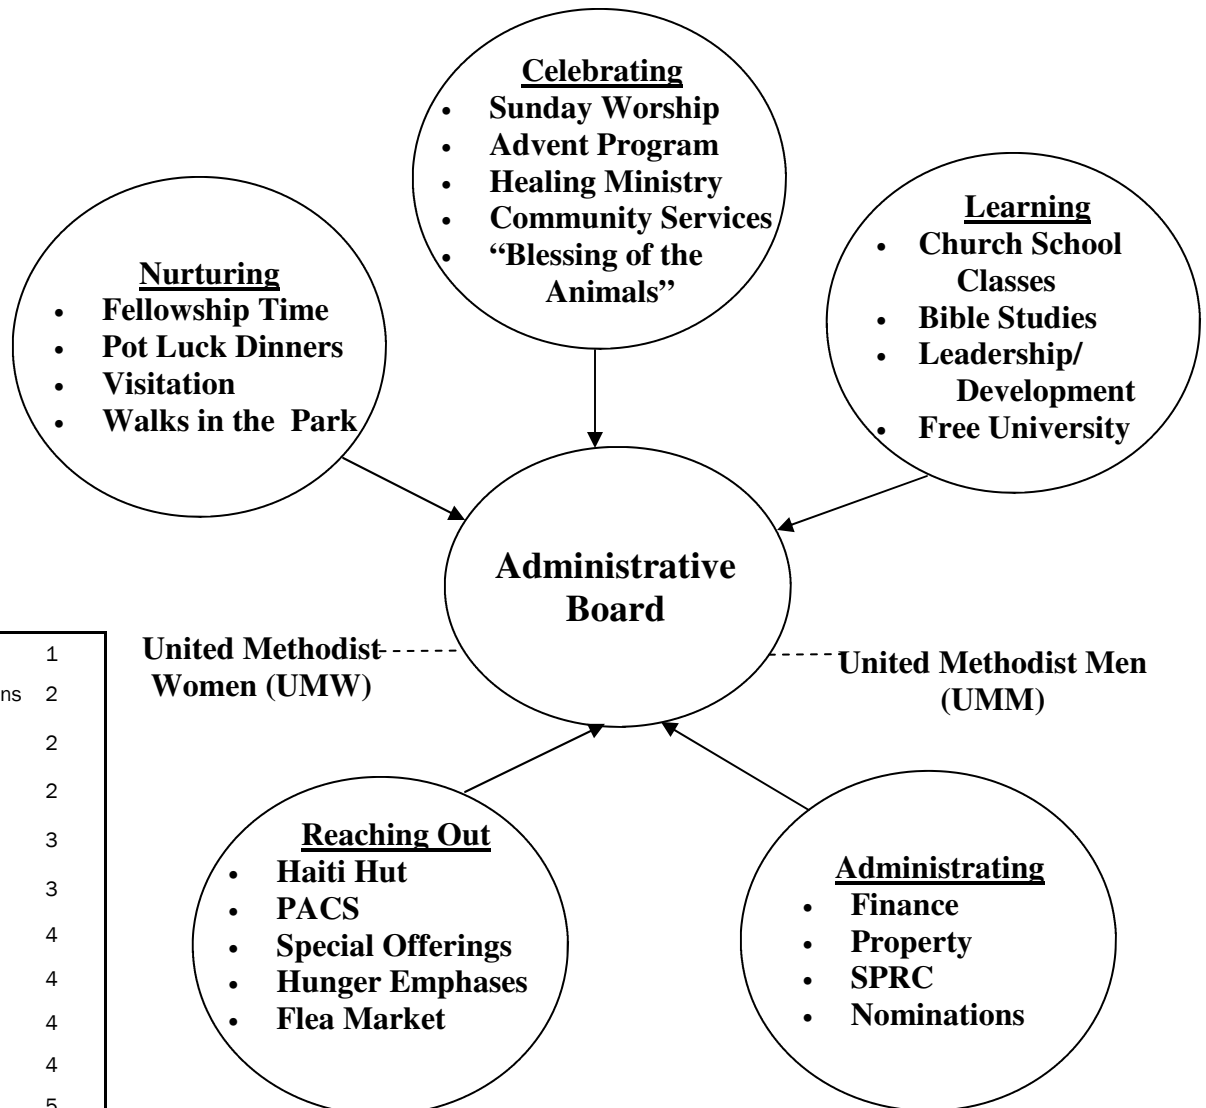 Celebrating
• Sunday Worship
• Advent Program
• Healing Ministry
• Community Services
• “Blessing of the
Animals”
Nurturing
• Fellowship Time
• Pot Luck Dinners
• Visitation
• Walks in the Park
Learning
• Church School
Classes
• Bible Studies
• Leadership/
Development
• Free University
Administrative
Board
United Methodist
Women (UMW)
United Methodist Men
(UMM)
Reaching Out
• Haiti Hut
• PACS
• Special Offerings
• Hunger Emphases
• Flea Market
Administrating
• Finance
• Property
• SPRC
• Nominations
1
ns 2
2
2
3
3
4
4
4
4
5